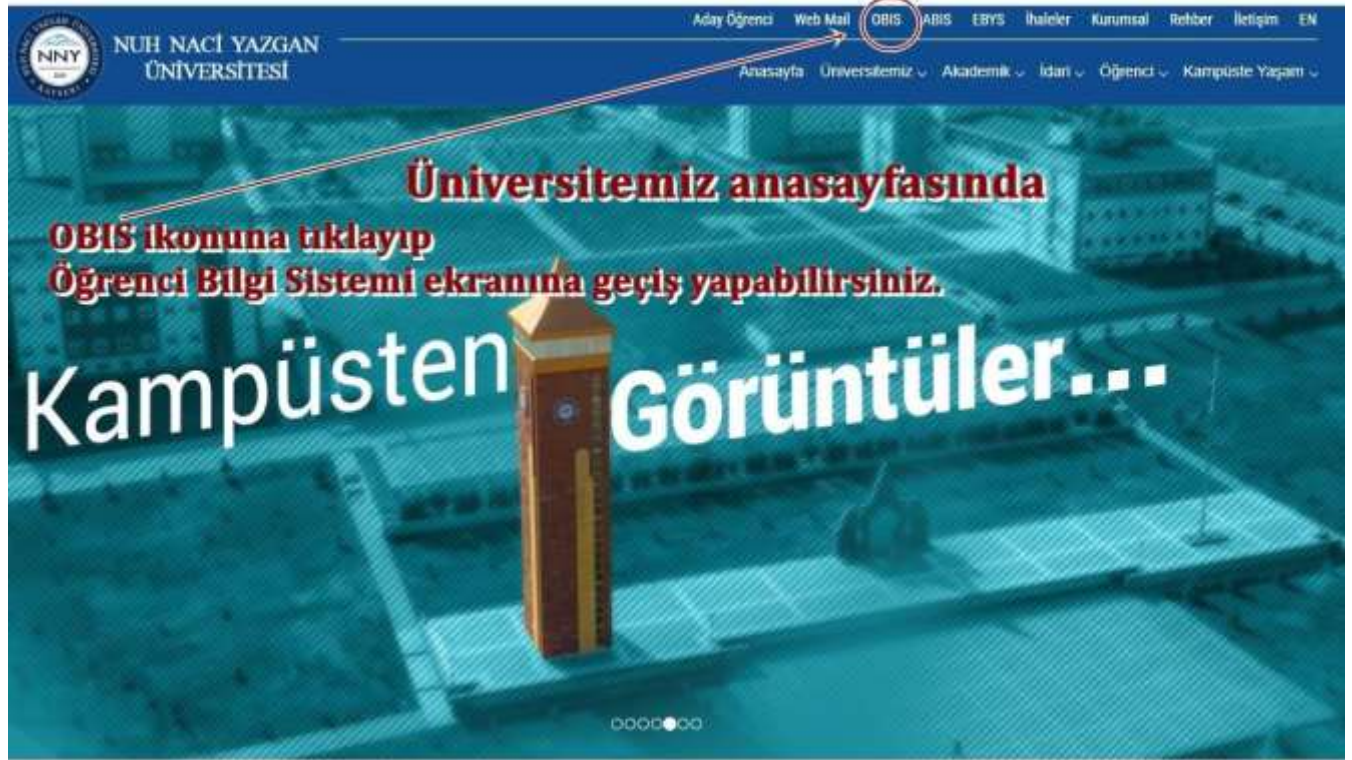 Aday Öğrenci Web Mail OBIS ABIS EBYS İhaleler Kurumsal Rehber İletişim EN
NNY
NUH NACİ YAZGAN
ÜNİVERSİTESİ
Anasayfa Üniversitemiz Akademik İdari Öğrenci Kampüste Yaşam
Üniversitemiz anasayfasında
OBIS ikonuna tıklayıp
Öğrenci Bilgi Sistemi ekranına geçiş yapabilirsiniz.
Kampüsten Görüntüler...